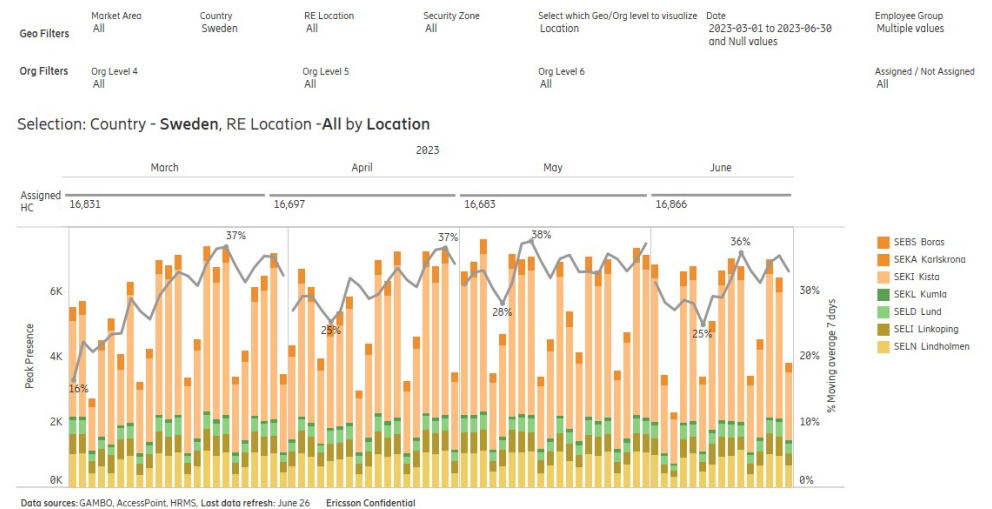 Geo Filters
Market Area
All
Country
Sweden
RE Location
All
Security Zone
All
Select which Geo/Org level to visualize
Location
Date
2023-03-01 to 2023-06-30
and Null values
Employee Group
Multiple values
Org Filters
Org Level 4
All
Org Level 5
All
Org Level 6
All
Assigned / Not Assigned
All
Selection: Country - Sweden, RE Location -All by Location
2023
March April May June
Assigned
HC
16,831 16,697 16,683 16,866
37% 37% 38% 36%
16% 25% 28% 25%
Peak Presence
6K
4K
2K
0K
30%
20%
10%
0%
% Moving average 7 days
SEBS Boras
SEKA Karlskrona
SEKI Kista
SEKL Kumla
SELD Lund
SELI Linkoping
SELN Lindholmen
Data sources: GAMBO, AccessPoint, HRMS, Last data refresh: June 26 Ericsson Confidential